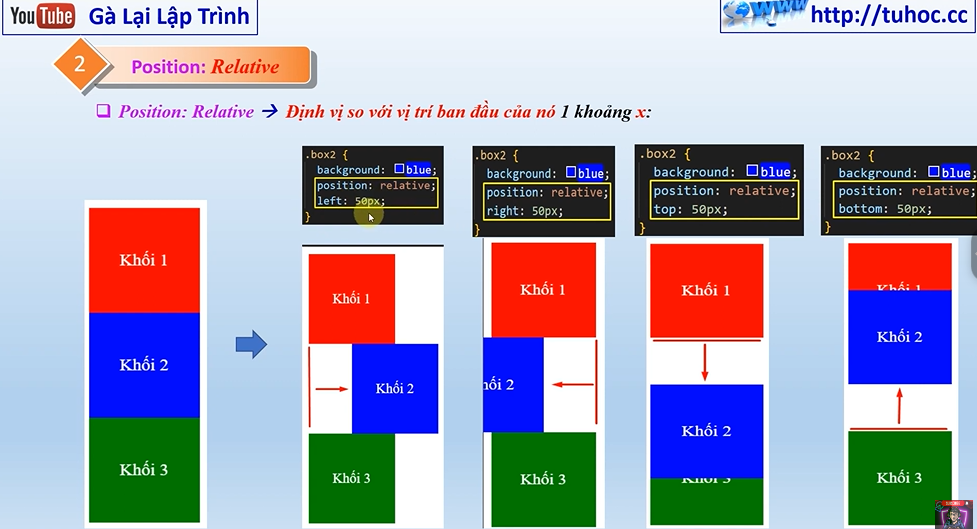 You Tube Gà Lại Lập Trình
http://tuhoc.cc
2
Position: Relative
Position: Relative → Định vị so với vị trí ban đầu của nó 1 khoảng x:
.box2 {
background: blue;
position: relative;
left: 50px;
}
.box2 {
background: blue;
position: relative;
right: 50px;
}
.box2 {
background: blue;
position: relative;
top: 50px;
}
.box2 {
background: blue;
position: relative;
bottom: 50px;
}
Khối 1
Khối 2
Khối 3
Khối 1
Khối 2
Khối 3
Khối 1
hối 2
Khối 3
Khối 1
Khối 2
Khối 3
Khối 1
Khối 2
Khối 3